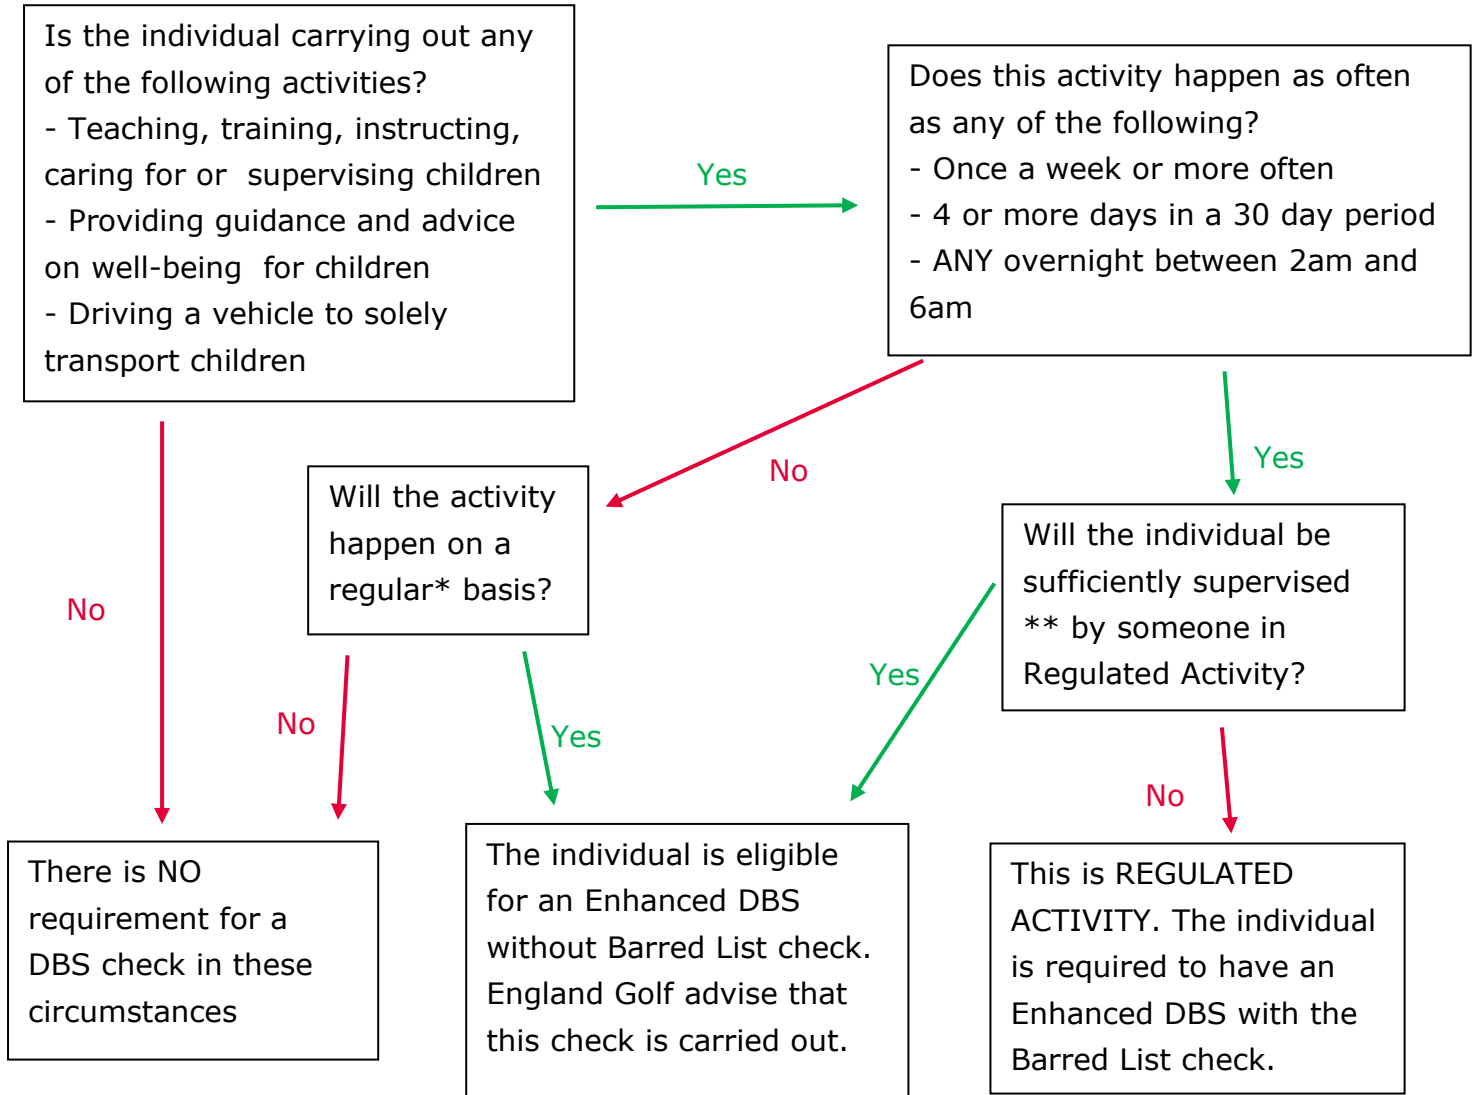 Is the individual carrying out any
of the following activities?
- Teaching, training, instructing,
caring for or  supervising children
- Providing guidance and advice
on well-being  for children
- Driving a vehicle to solely
transport children
Yes
Does this activity happen as often
as any of the following?
- Once a week or more often
- 4 or more days in a 30 day period
- ANY overnight between 2am and
6am
No
No
Yes
Will the activity
happen on a
regular* basis?
Will the individual be
sufficiently supervised
** by someone in
Regulated Activity?
No
Yes
Yes
No
There is NO
requirement for a
DBS check in these
circumstances
The individual is eligible
for an Enhanced DBS
without Barred List check.
England Golf advise that
this check is carried out.
This is REGULATED
ACTIVITY. The individual
is required to have an
Enhanced DBS with the
Barred List check.